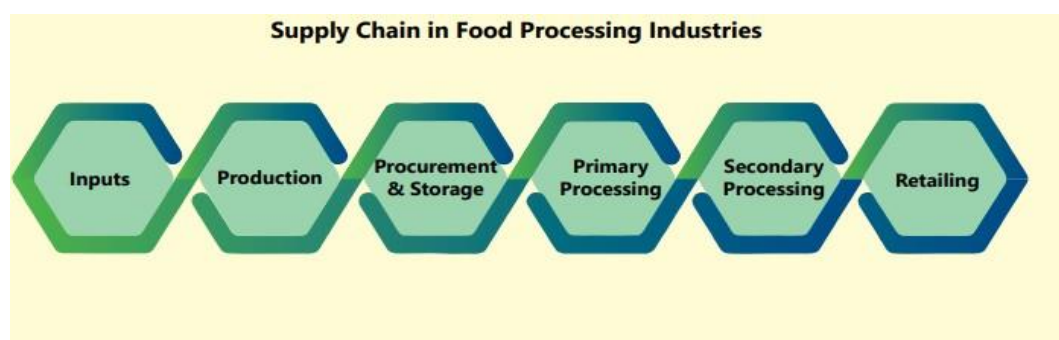 Supply Chain in Food Processing Industries
Inputs
Production
Procurement
& Storage
Primary
Processing
Secondary
Processing
Retailing